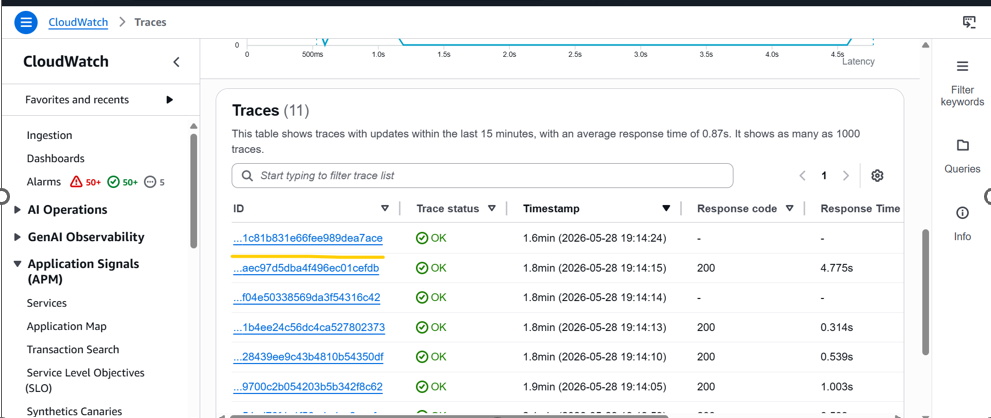 CloudWatch > Traces
CloudWatch
Favorites and recents
Ingestion
Dashboards
Alarms 50+ 50+ 5
AI Operations
GenAI Observability
Application Signals
(APM)
Services
Application Map
Transaction Search
Service Level Objectives
(SLO)
Synthetics Canaries
0
0 500ms 1.0s 1.5s 2.0s 2.5s 3.0s 3.5s 4.0s 4.5s
Latency
Traces (11)
This table shows traces with updates within the last 15 minutes, with an average response time of 0.87s. It shows as many as 1000
traces.
Start typing to filter trace list
1
ID Trace status Timestamp Response code Response Time
...1c81b831e66fee989dea7ace OK 1.6min (2026-05-28 19:14:24) - -
...aec97d5dba4f496ec01cefdb OK 1.8min (2026-05-28 19:14:15) 200 4.775s
...f04e50338569da3f54316c42 OK 1.8min (2026-05-28 19:14:14) - -
...1b4ee24c56dc4ca527802373 OK 1.8min (2026-05-28 19:14:13) 200 0.314s
...28439ee9c43b4810b54350df OK 1.8min (2026-05-28 19:14:10) 200 0.539s
...9700c2b054203b5b342f8c62 OK 1.9min (2026-05-28 19:14:05) 200 1.003s
Filter
keywords
Queries
Info